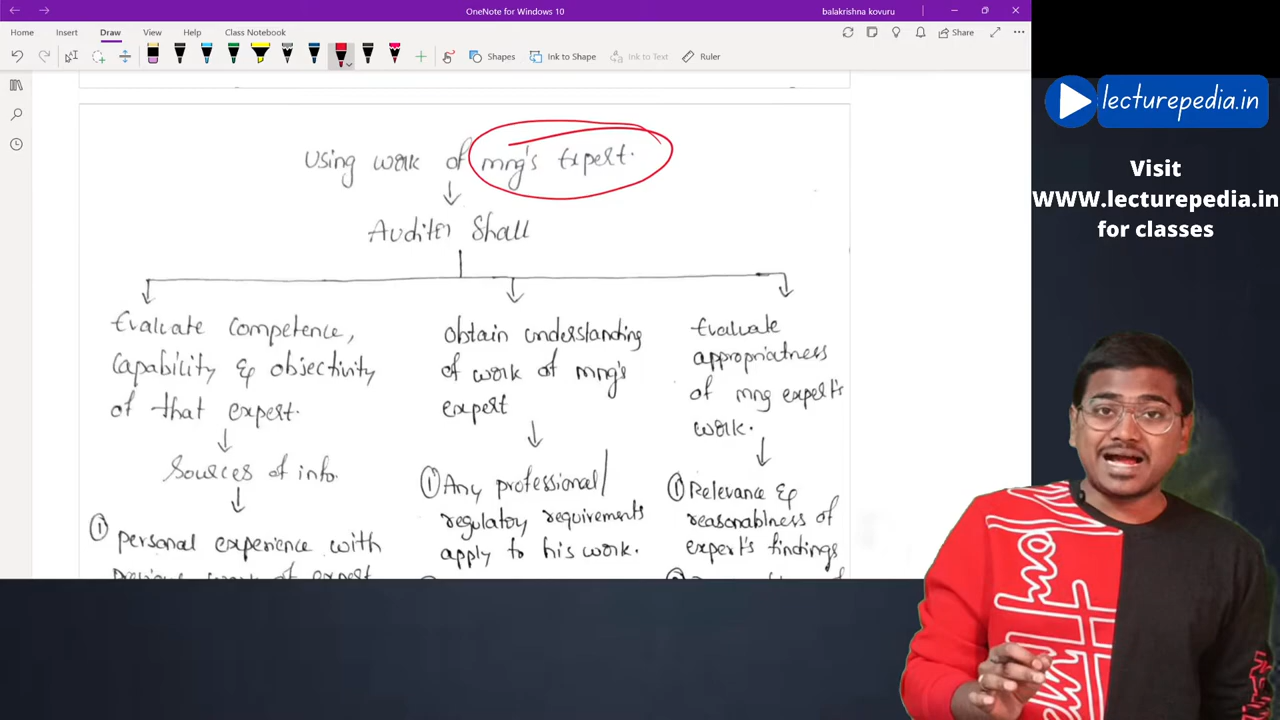 OneNote for Windows 10
balakrishna kovuru
Home Insert Draw View Help Class Notebook
Share
Shapes
Ink to Shape
Ink to Text
Ruler
lecturepedia.in
Visit
WWW.lecturepedia.in
for classes
Using work of mng's Expert.
Auditor Shall
Evaluate Competence,
Capability & objectivity
of that expert.
Sources of info.
① personal experience with
obtain understanding
of work of mng's
expert
① Any professional/
regulatory requirements
apply to his work.
Evaluate
appropriatness
of mng expert's
work.
① Relevance &
reasonablness of
expert's findings